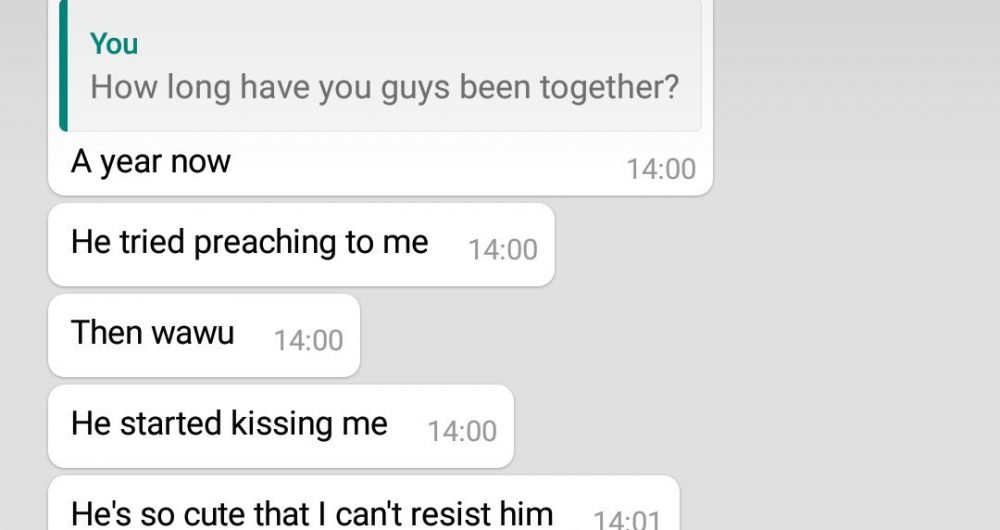 You
How long have you guys been together?
A year now 14:00
He tried preaching to me 14:00
Then wawu 14:00
He started kissing me 14:00
He's so cute that I can't resist him 14:01